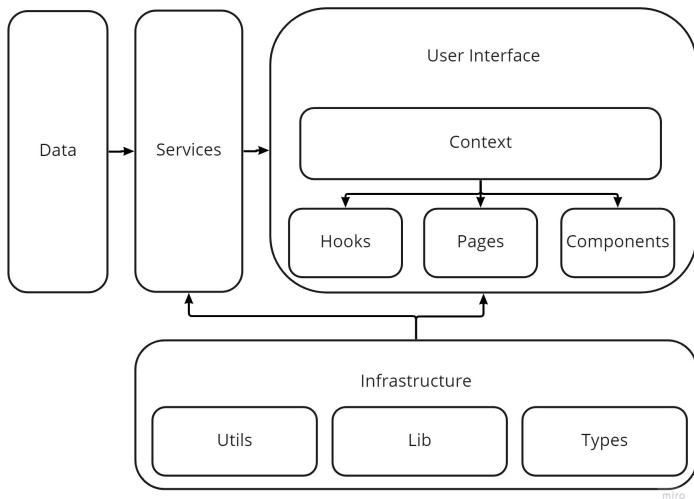 User Interface
Data
Services
Context
Hooks
Pages
Components
Infrastructure
Utils
Lib
Types
miro